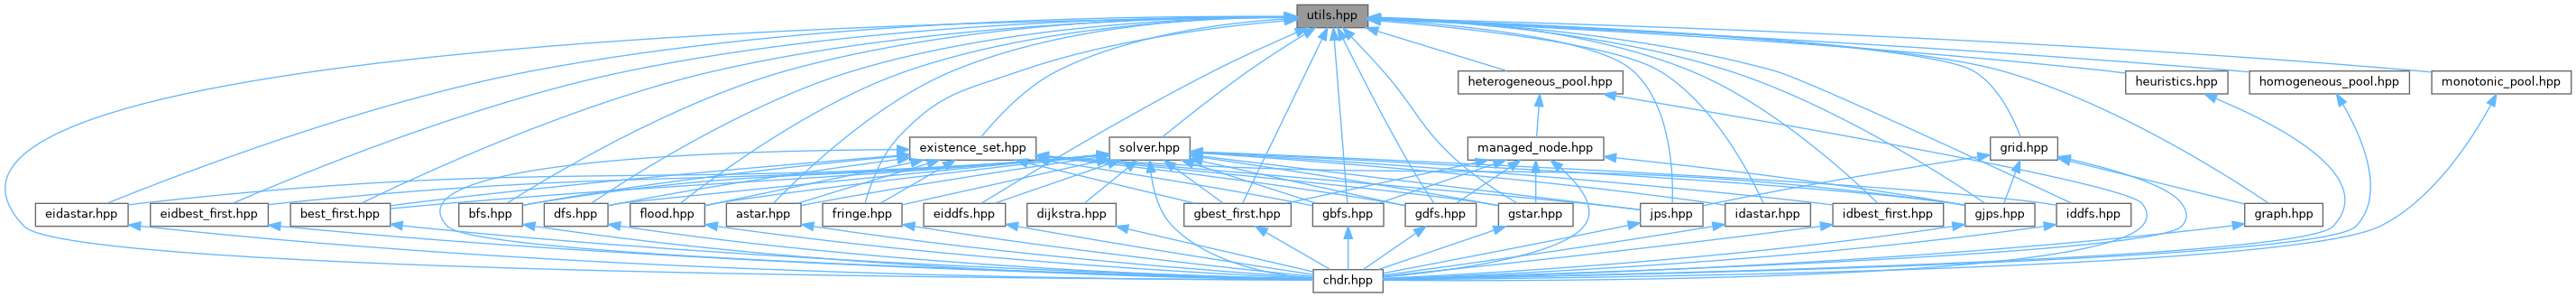 utils.hpp
heterogeneous_pool.hpp
heuristics.hpp
homogeneous_pool.hpp
monotonic_pool.hpp
existence_set.hpp
solver.hpp
managed_node.hpp
grid.hpp
eidastar.hpp
eidbest_first.hpp
best_first.hpp
bfs.hpp
dfs.hpp
flood.hpp
astar.hpp
fringe.hpp
eiddfs.hpp
dijkstra.hpp
gbest_first.hpp
gbfs.hpp
gdfs.hpp
gstar.hpp
jps.hpp
idastar.hpp
idbest_first.hpp
gjps.hpp
iddfs.hpp
graph.hpp
chdr.hpp